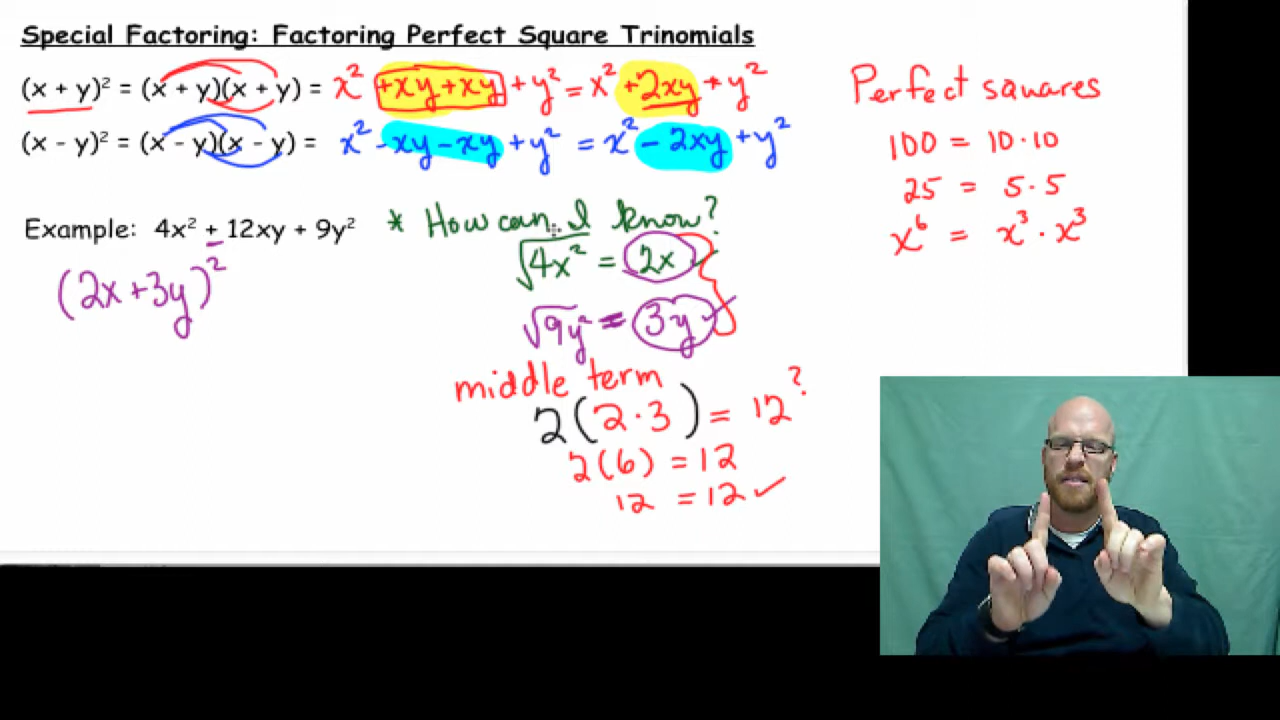 Special Factoring: Factoring Perfect Square Trinomials
(x + y)² = (x + y)(x + y) = x² +xy+xy +y² = x² +2xy + y²
(x - y)² = (x - y)(x - y) = x² -xy -xy +y² = x² - 2xy +y²
Example: 4x² + 12xy + 9y²
(2x+3y)²
* How can I know?
√4x² = 2x ✓
√9y² = 3y ✓
middle term
2(2·3) = 12?
2(6) = 12
12 = 12 ✓
Perfect squares
100 = 10·10
25 = 5·5
x⁶ = x³·x³